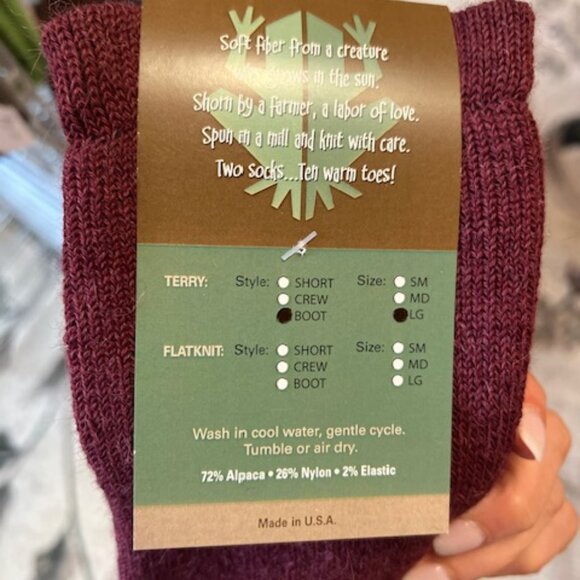 Soft fiber from a creature
in the sun.
Shorn by a farmer, a labor of love.
Spun in a mill and knit with care.
Two socks...Ten warm toes!
TERRY: Style: SHORT Size: SM
CREW MD
BOOT LG
FLATKNIT: Style: SHORT Size: SM
CREW MD
BOOT LG
Wash in cool water, gentle cycle.
Tumble or air dry.
72% Alpaca • 26% Nylon • 2% Elastic
Made in U.S.A.